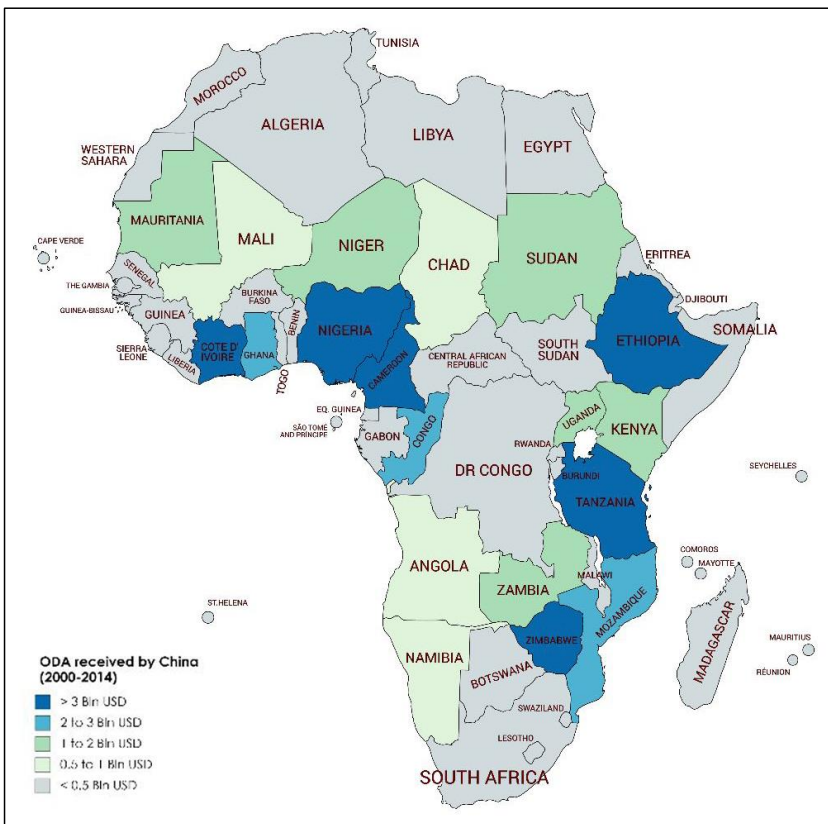 TUNISIA
MOROCCO
ALGERIA
LIBYA
EGYPT
WESTERN
SAHARA
MAURITANIA
MALI
NIGER
CHAD
SUDAN
ERITREA
CAPE VERDE
SENEGAL
THE GAMBIA
GUINEA-BISSAU
GUINEA
SIERRA
LEONE
LIBERIA
COTE D'
IVOIRE
BURKINA
FASO
GHANA
TOGO
BENIN
NIGERIA
CAMEROON
CENTRAL AFRICAN
REPUBLIC
SOUTH
SUDAN
ETHIOPIA
DJIBOUTI
SOMALIA
EQ. GUINEA
SÃO TOMÉ
AND PRÍNCIPE
GABON
CONGO
DR CONGO
UGANDA
KENYA
RWANDA
BURUNDI
TANZANIA
SEYCHELLES
COMOROS
MAYOTTE
ANGOLA
ZAMBIA
MALAWI
MOZAMBIQUE
ST.HELENA
ZIMBABWE
NAMIBIA
BOTSWANA
MADAGASCAR
MAURITIUS
RÉUNION
SWAZILAND
LESOTHO
SOUTH AFRICA
ODA received by China
(2000-2014)
> 3 Bln USD
2 to 3 Bln USD
1 to 2 Bln USD
0.5 to 1 Bln USD
< 0.5 Bln USD